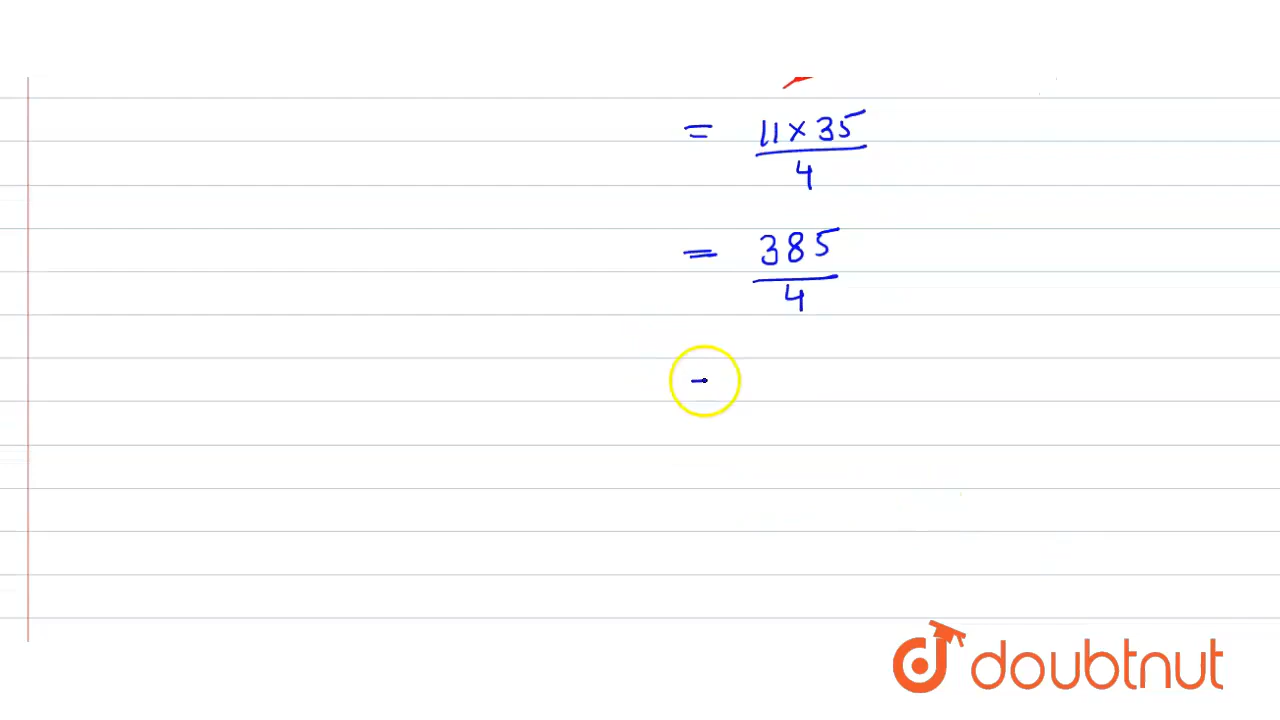 = 11 × 35
4
= 385
4
doubtnut